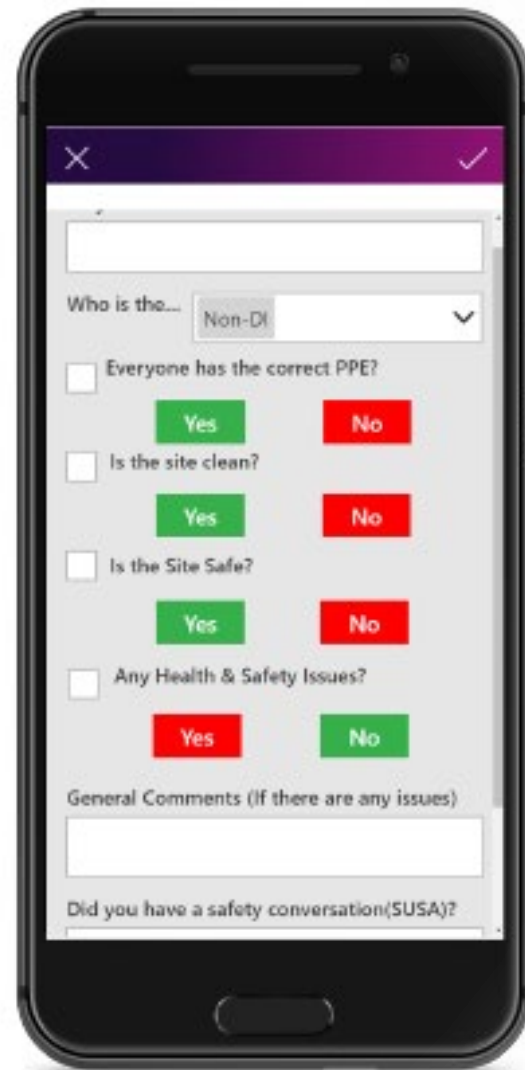 Who is the...
Non-DI
Everyone has the correct PPE?
Yes No
Is the site clean?
Yes No
Is the Site Safe?
Yes No
Any Health & Safety Issues?
Yes No
General Comments (If there are any issues)
Did you have a safety conversation(SUSA)?